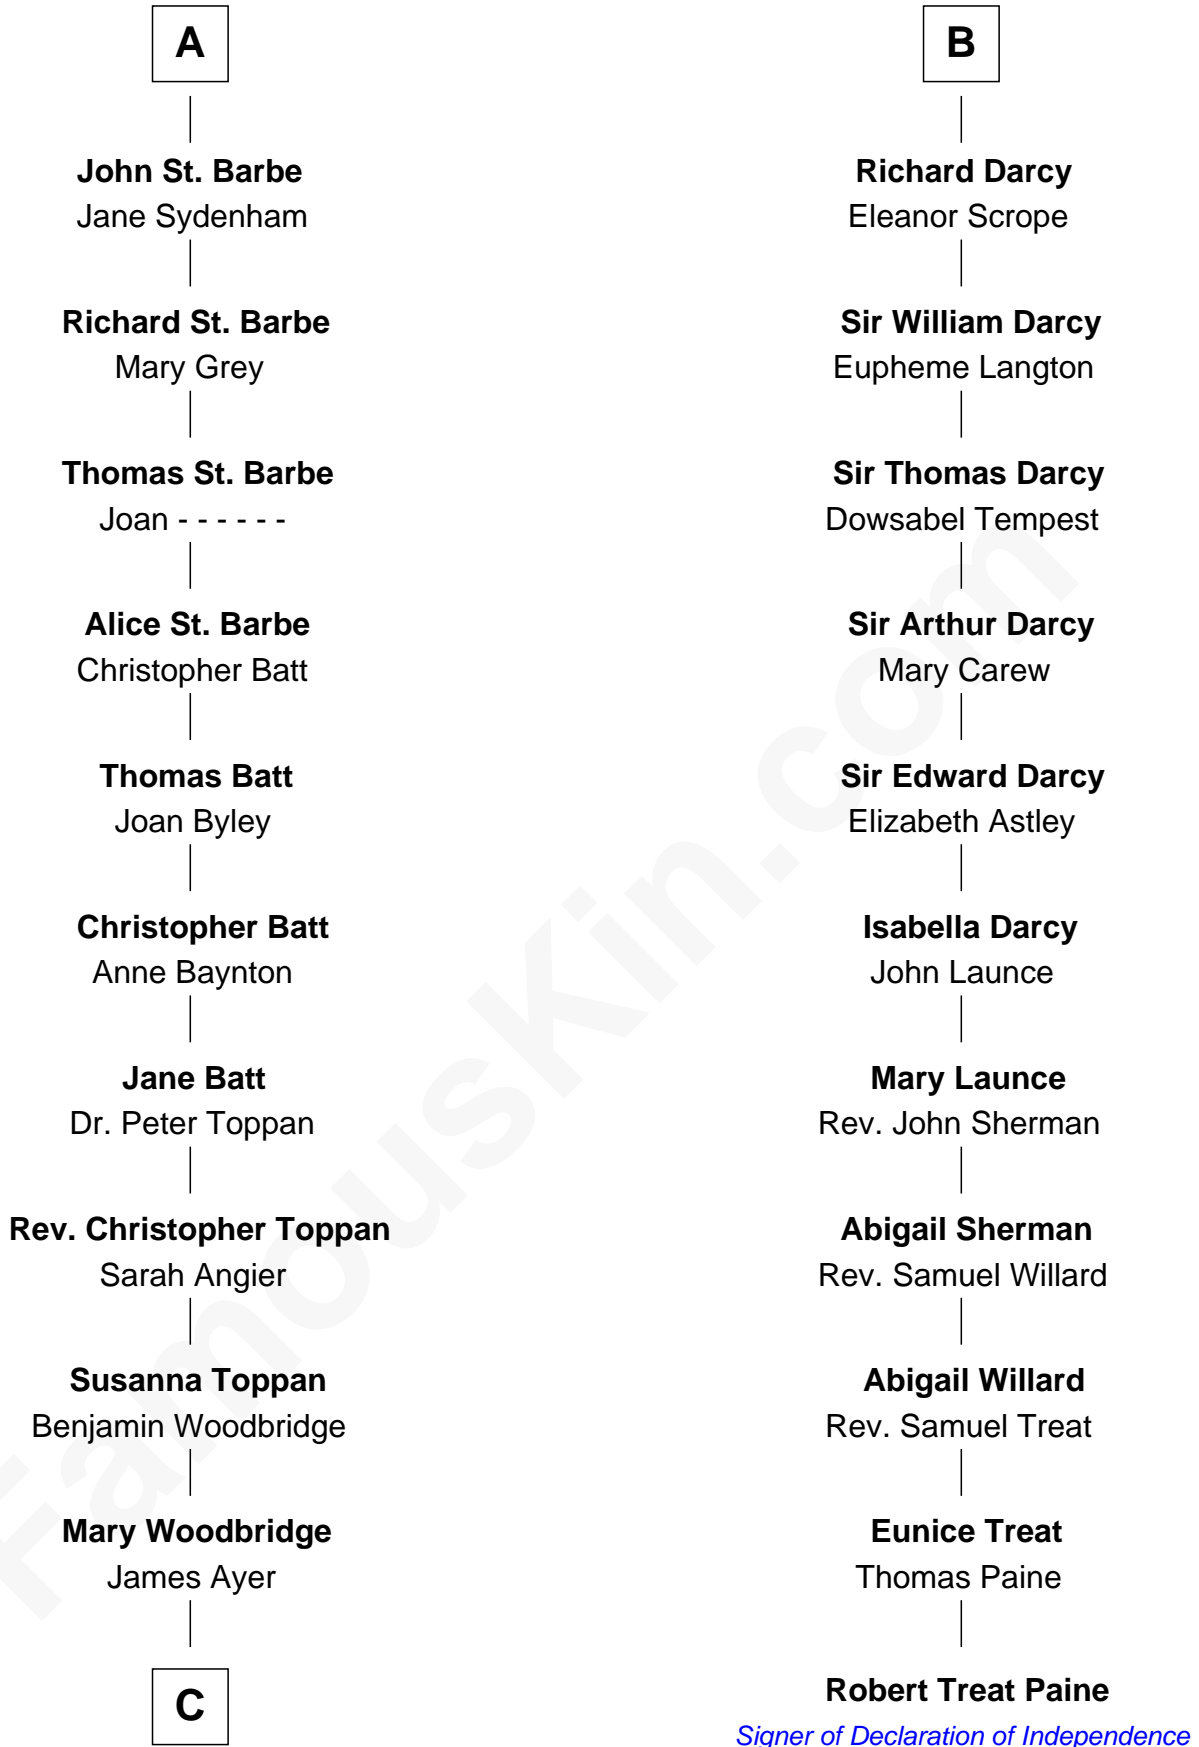 A
John St. Barbe
Jane Sydenham
Richard St. Barbe
Mary Grey
Thomas St. Barbe
Joan - - - - - -
Alice St. Barbe
Christopher Batt
Thomas Batt
Joan Byley
Christopher Batt
Anne Baynton
Jane Batt
Dr. Peter Toppan
Rev. Christopher Toppan
Sarah Angier
Susanna Toppan
Benjamin Woodbridge
Mary Woodbridge
James Ayer
C
B
Richard Darcy
Eleanor Scrope
Sir William Darcy
Eupheme Langton
Sir Thomas Darcy
Dowsabel Tempest
Sir Arthur Darcy
Mary Carew
Sir Edward Darcy
Elizabeth Astley
Isabella Darcy
John Launce
Mary Launce
Rev. John Sherman
Abigail Sherman
Rev. Samuel Willard
Abigail Willard
Rev. Samuel Treat
Eunice Treat
Thomas Paine
Robert Treat Paine
Signer of Declaration of Independence
FamousKin.com